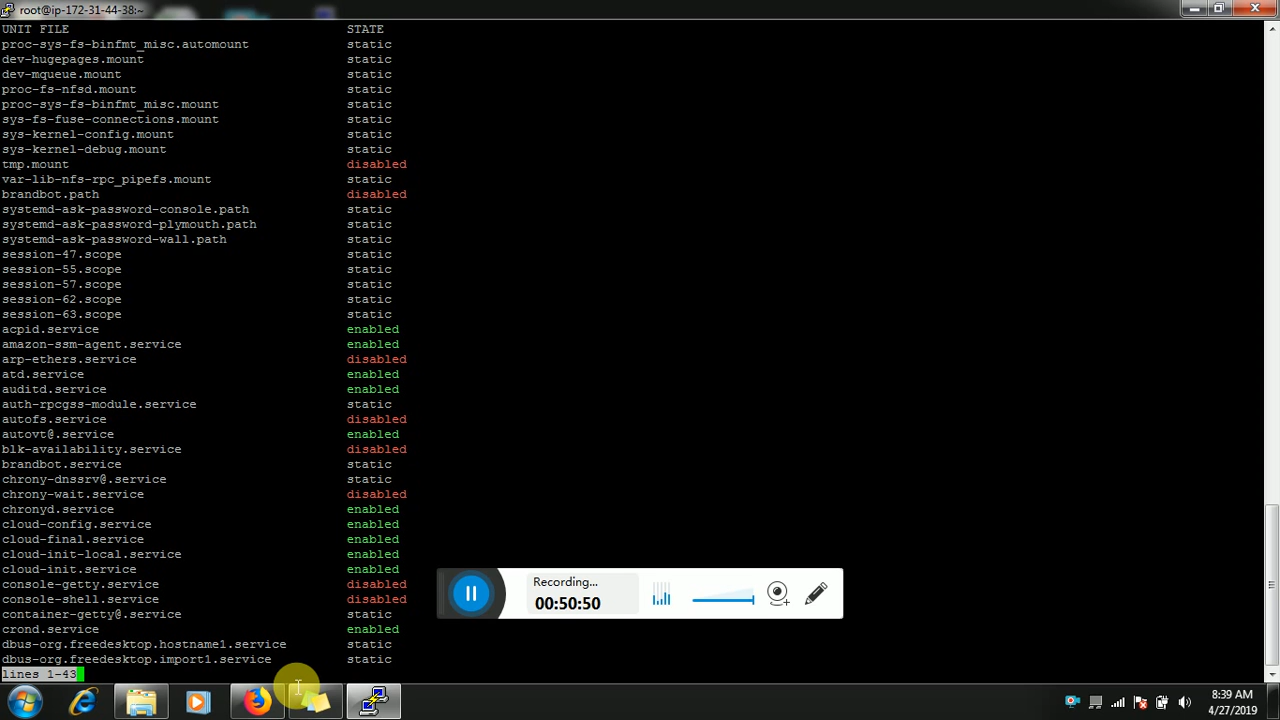 root@ip-172-31-44-38:~
UNIT FILE STATE
proc-sys-fs-binfmt_misc.automount static
dev-hugepages.mount static
dev-mqueue.mount static
proc-fs-nfsd.mount static
proc-sys-fs-binfmt_misc.mount static
sys-fs-fuse-connections.mount static
sys-kernel-config.mount static
sys-kernel-debug.mount static
tmp.mount disabled
var-lib-nfs-rpc_pipefs.mount static
brandbot.path disabled
systemd-ask-password-console.path static
systemd-ask-password-plymouth.path static
systemd-ask-password-wall.path static
session-47.scope static
session-55.scope static
session-57.scope static
session-62.scope static
session-63.scope static
acpid.service enabled
amazon-ssm-agent.service enabled
arp-ethers.service disabled
atd.service enabled
auditd.service enabled
auth-rpcgss-module.service static
autofs.service disabled
autovt@.service enabled
blk-availability.service disabled
brandbot.service static
chrony-dnssrv@.service static
chrony-wait.service disabled
chronyd.service enabled
cloud-config.service enabled
cloud-final.service enabled
cloud-init-local.service enabled
cloud-init.service enabled
console-getty.service disabled
console-shell.service disabled
container-getty@.service static
crond.service enabled
dbus-org.freedesktop.hostname1.service static
dbus-org.freedesktop.import1.service static
lines 1-43
Recording...
00:50:50
8:39 AM
4/27/2019